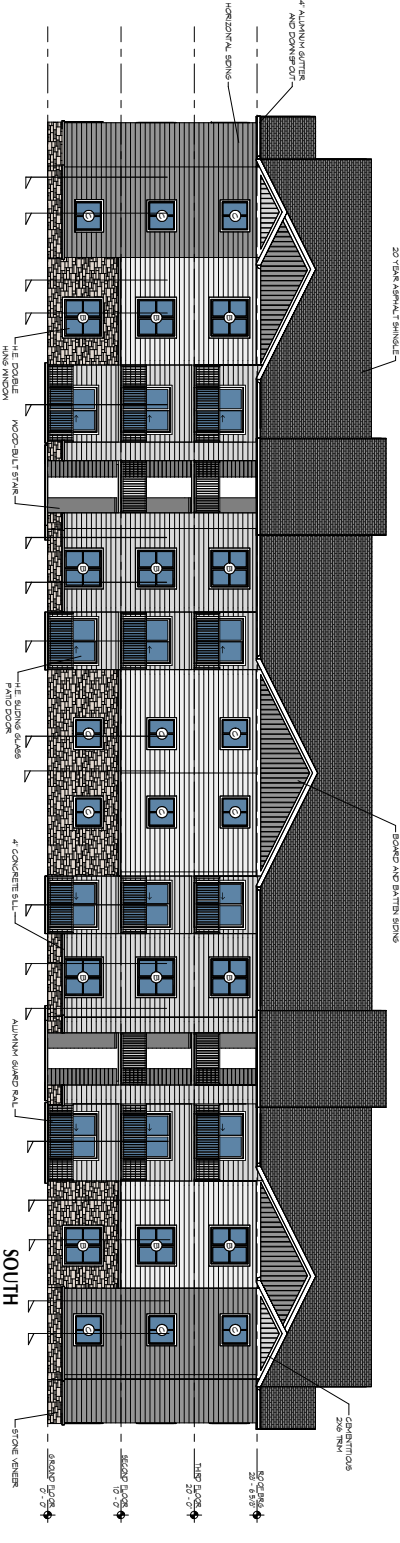 4" ALUMINUM GUTTER
AND DOWNSPOUT
HORIZONTAL SIDING
20 YEAR ASPHALT SHINGLE
BOARD AND BATTEN SIDING
CEMENTITIOUS
2X6 TRIM
ROOF BRG
28' - 6 5/8"
THIRD FLOOR
20' - 0"
SECOND FLOOR
10' - 0"
GROUND FLOOR
0' - 0"
C
C
C
B
B
B
B
B
B
C
C
C
C
C
C
B
B
B
B
B
B
C
C
C
H.E. DOUBLE
HUNG WINDOW
WOOD-BUILT STAIR
H.E. SLIDING GLASS
PATIO DOOR
4" CONCRETE SILL
ALUMINUM GUARD RAIL
STONE VENEER
SOUTH